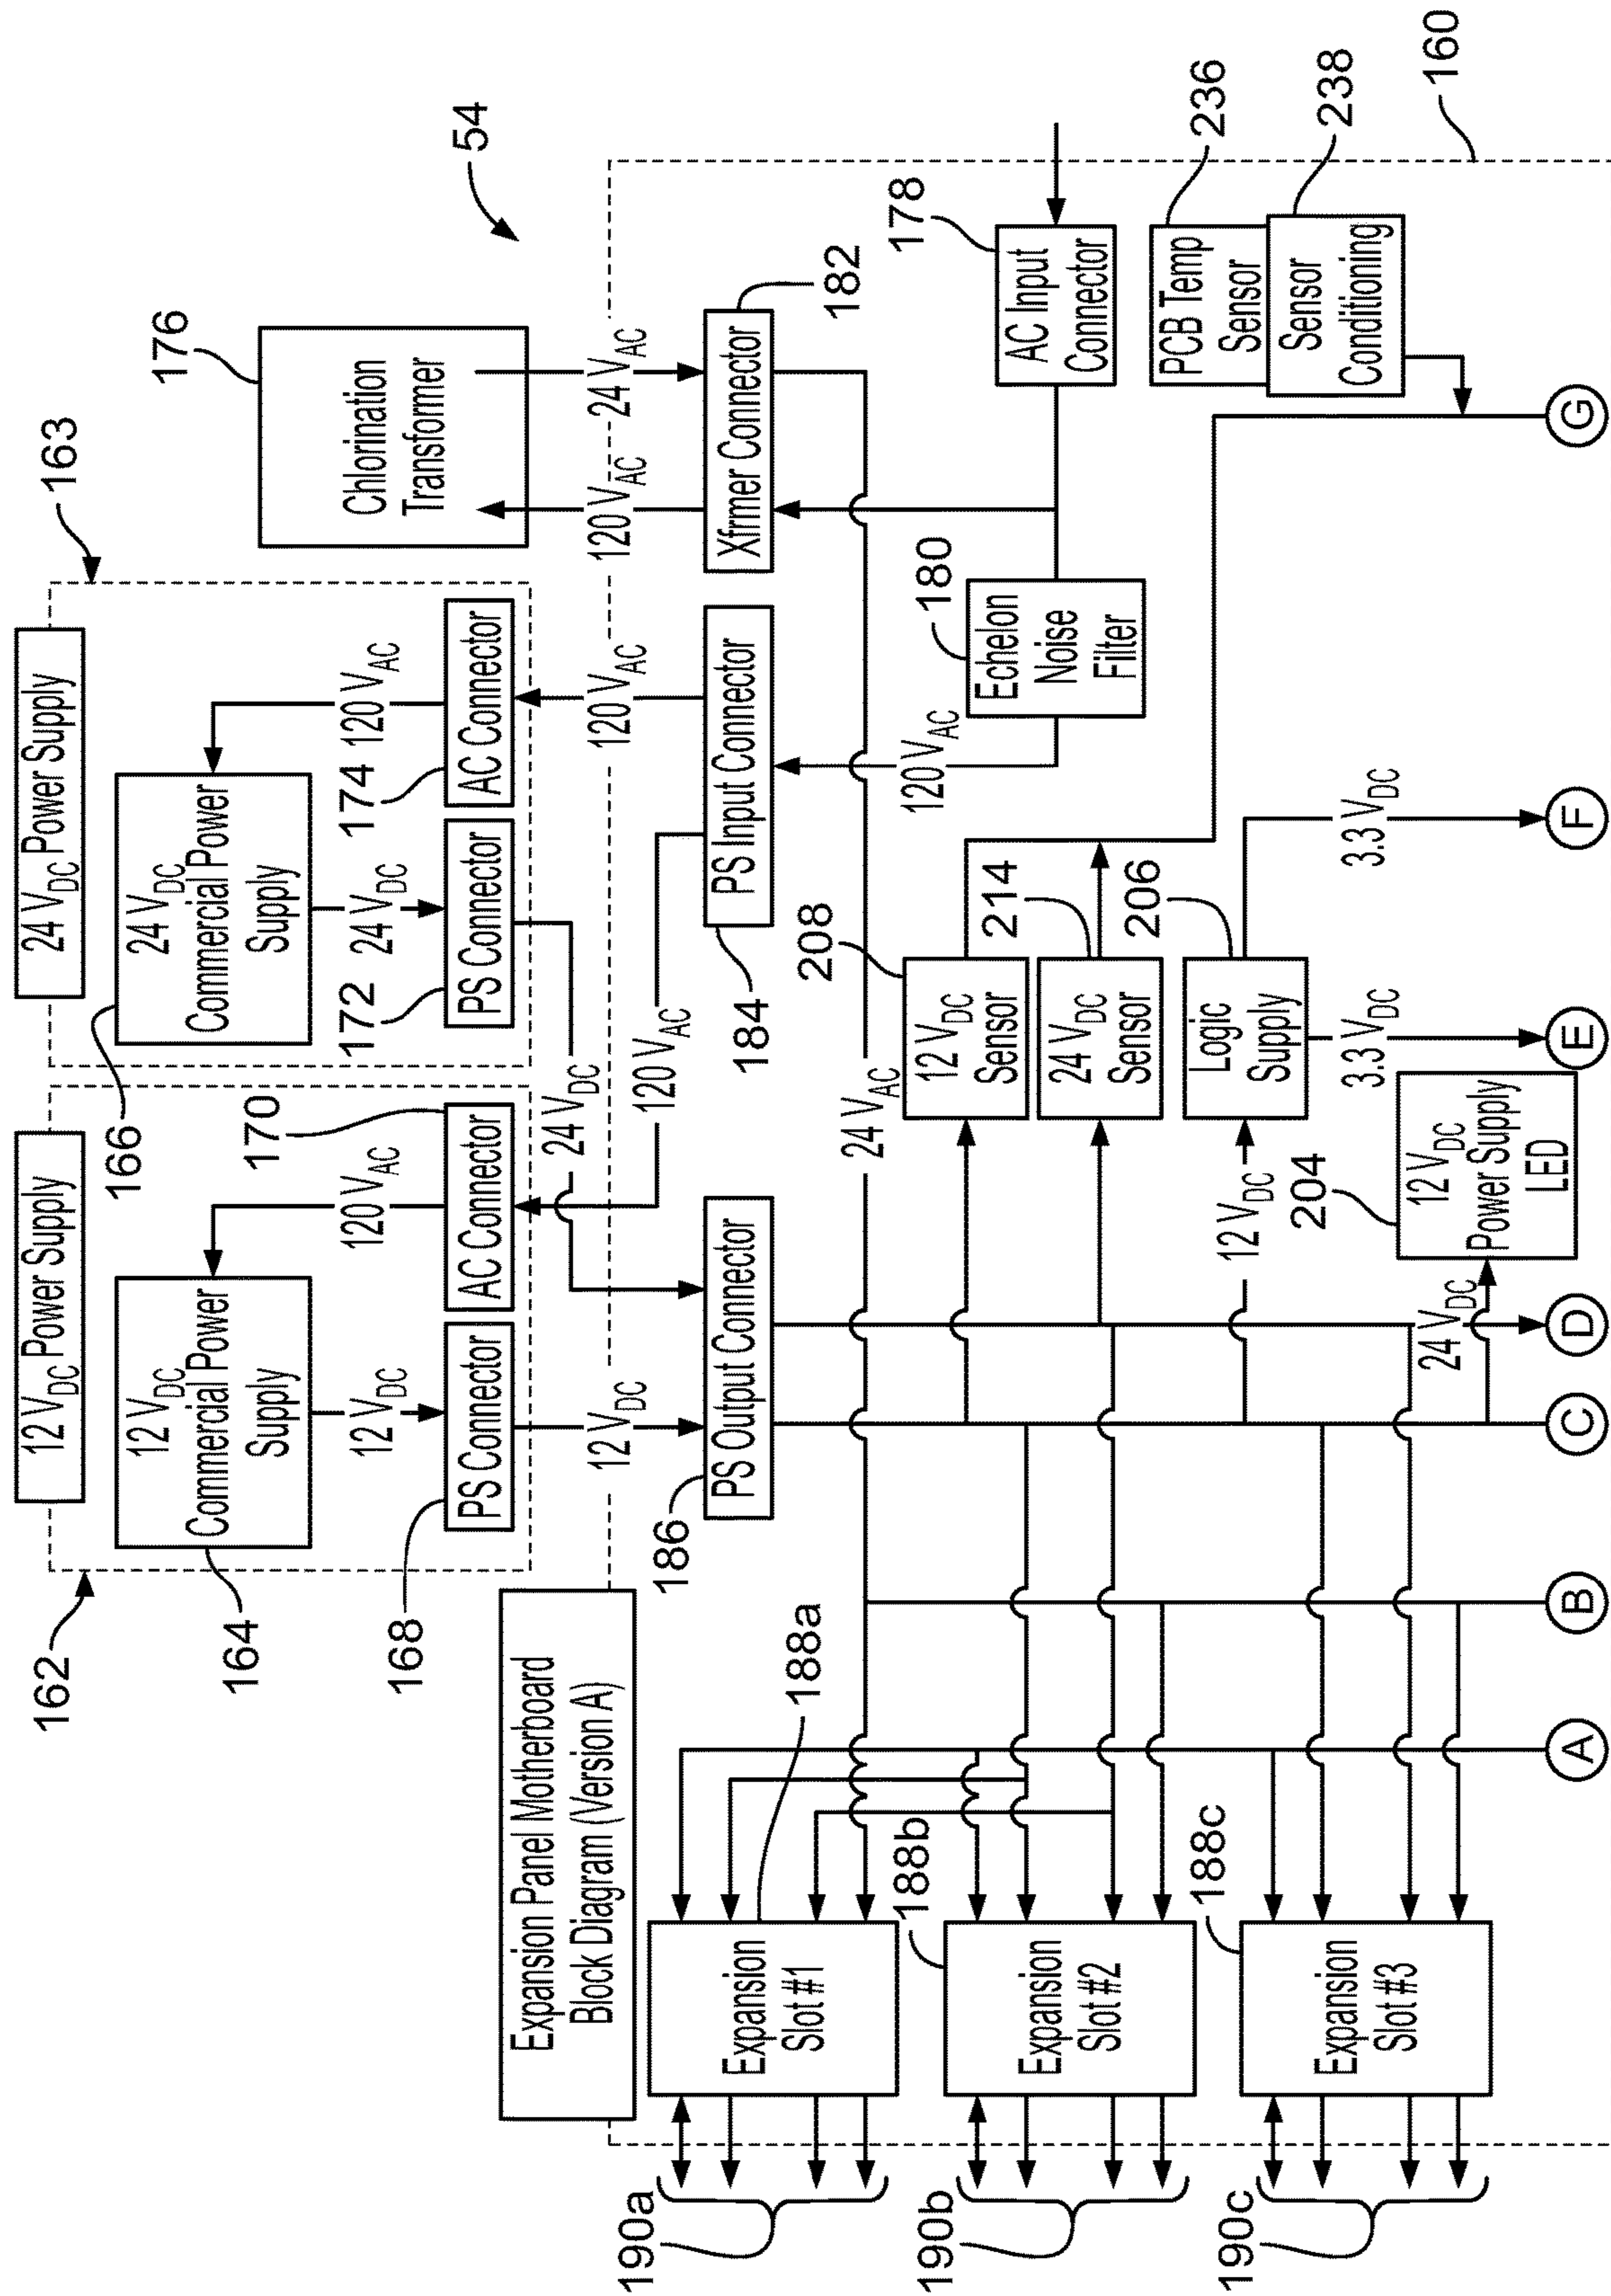 Expansion Panel Motherboard
Block Diagram (Version A)
54
162
12 VDC Power Supply
164
12 VDC
Commercial Power
Supply
12 VDC
168
PS Connector
120 VAC
170
AC Connector
12 VDC
163
24 VDC Power Supply
166
24 VDC
Commercial Power
Supply
24 VDC
172
PS Connector
120 VAC
174
AC Connector
24 VDC
120 VAC
120 VAC
176
Chlorination
Transformer
120 VAC
24 VAC
186
PS Output Connector
184
PS Input Connector
Xfrmer Connector
182
24 VAC
120 VAC
180
Echelon
Noise
Filter
178
AC Input
Connector
190a
Expansion
Slot #1
188a
190b
Expansion
Slot #2
188b
190c
Expansion
Slot #3
188c
208
12 VDC
Sensor
214
24 VDC
Sensor
206
Logic
Supply
12 VDC
3.3 VDC
3.3 VDC
204
12 VDC
Power Supply
LED
24 VDC
PCB Temp
Sensor
236
Sensor
Conditioning
238
160
A
B
C
D
E
F
G